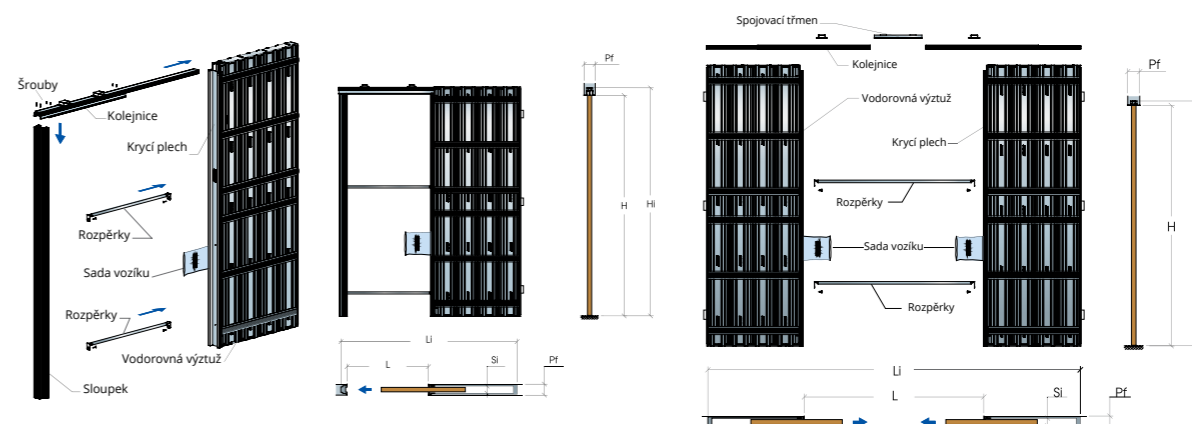 Šrouby
Kolejnice
Krycí plech
Rozpěrky
Sada vozíku
Rozpěrky
Vodorovná výztuž
Sloupek
Li
L
Si
Pf
Pf
H
Hi
Spojovací třmen
Kolejnice
Vodorovná výztuž
Krycí plech
Rozpěrky
Sada vozíku
Rozpěrky
Li
L
Si
Pf
Pf
H